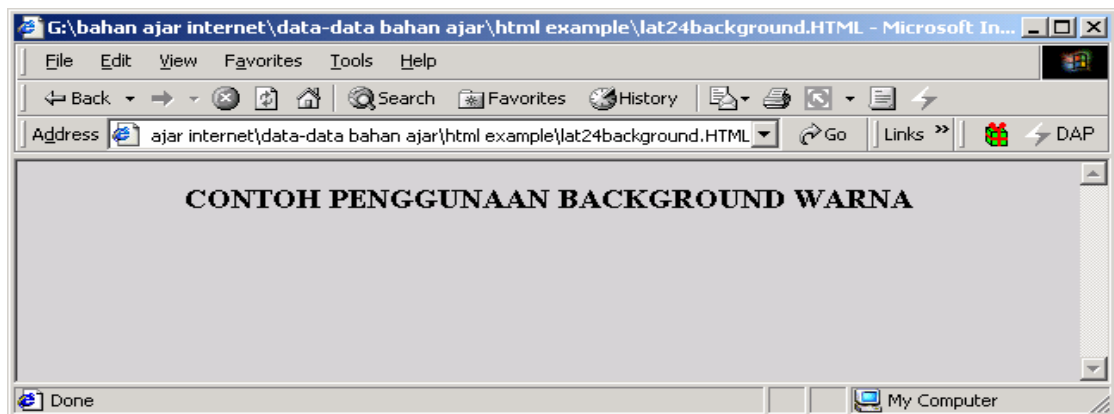 G:\bahan ajar internet\data-data bahan ajar\html example\lat24background.HTML - Microsoft In...
File Edit View Favorites Tools Help
Back Search Favorites History
Address ajar internet\data-data bahan ajar\html example\lat24background.HTML Go Links » DAP
CONTOH PENGGUNAAN BACKGROUND WARNA
Done My Computer